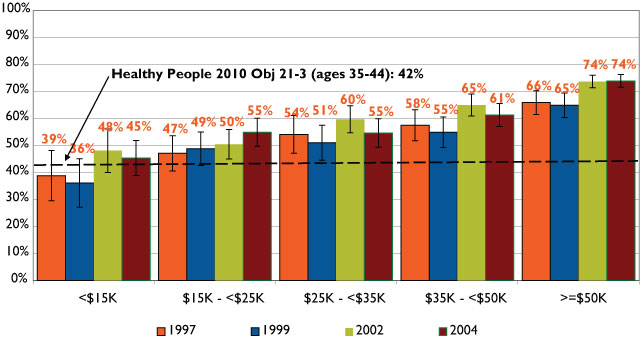 100%
90%
80%
70%
60%
50%
40%
30%
20%
10%
0%
Healthy People 2010 Obj 21-3 (ages 35-44): 42%
39% 36% 48% 45%
47% 49% 50% 55%
54% 51% 60% 55%
58% 55% 65% 61%
66% 65% 74% 74%
<$15K $15K - <$25K $25K - <$35K $35K - <$50K >=$50K
1997 1999 2002 2004